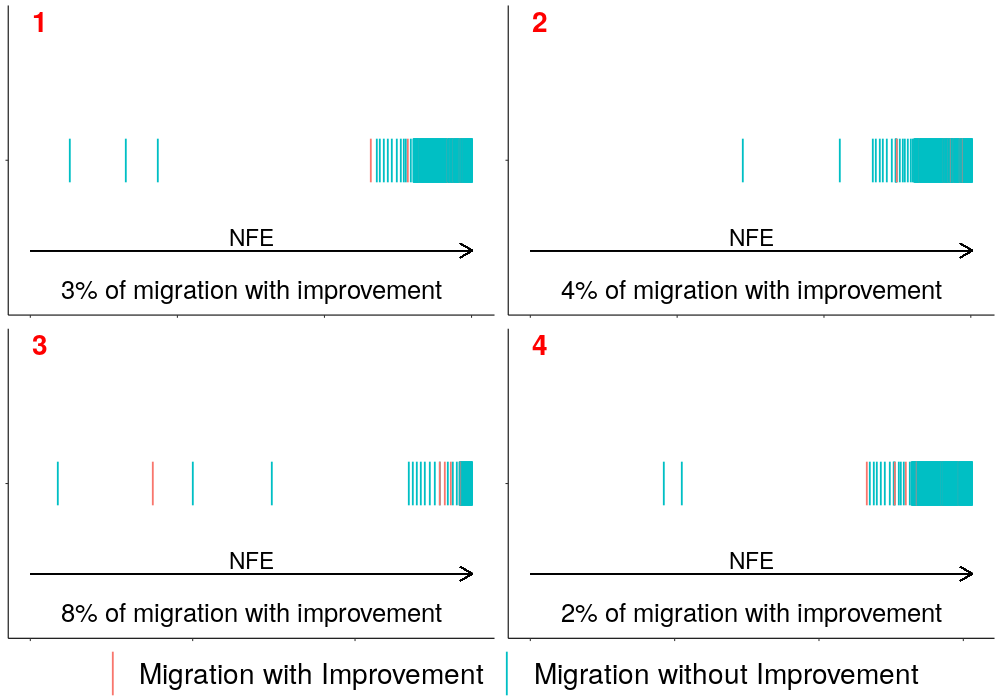 1
NFE
3% of migration with improvement
2
NFE
4% of migration with improvement
3
NFE
8% of migration with improvement
4
NFE
2% of migration with improvement
Migration with Improvement
Migration without Improvement